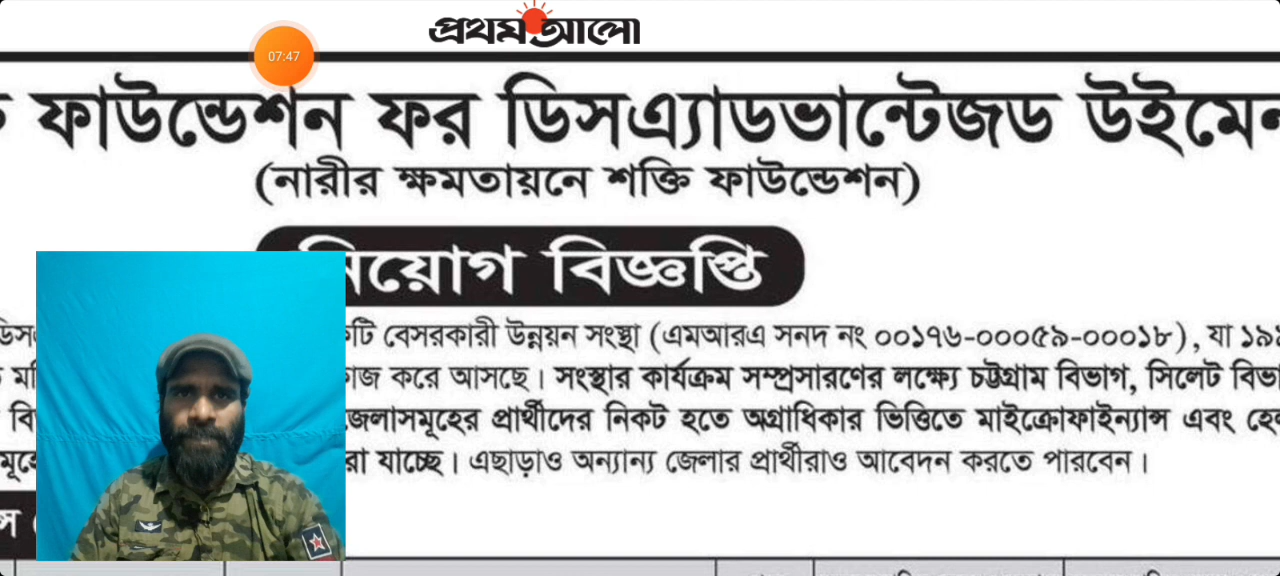 প্রথম আলো
07:47
ফাউন্ডেশন ফর ডিসএ্যাডভান্টেজড উইমেন
(নারীর ক্ষমতায়নে শক্তি ফাউন্ডেশন)
নিয়োগ বিজ্ঞপ্তি
টি বেসরকারী উন্নয়ন সংস্থা (এমআরএ সনদ নং ০০১৭৬-০০০৫৯-০০০১৮), যা
কাজ করে আসছে। সংস্থার কার্যক্রম সম্প্রসারণের লক্ষ্যে চট্টগ্রাম বিভাগ, সিলেট বিভা
জেলাসমূহের প্রার্থীদের নিকট হতে অগ্রাধিকার ভিত্তিতে মাইক্রোফাইন্যান্স এবং
রা যাচ্ছে। এছাড়াও অন্যান্য জেলার প্রার্থীরাও আবেদন করতে পারবেন।